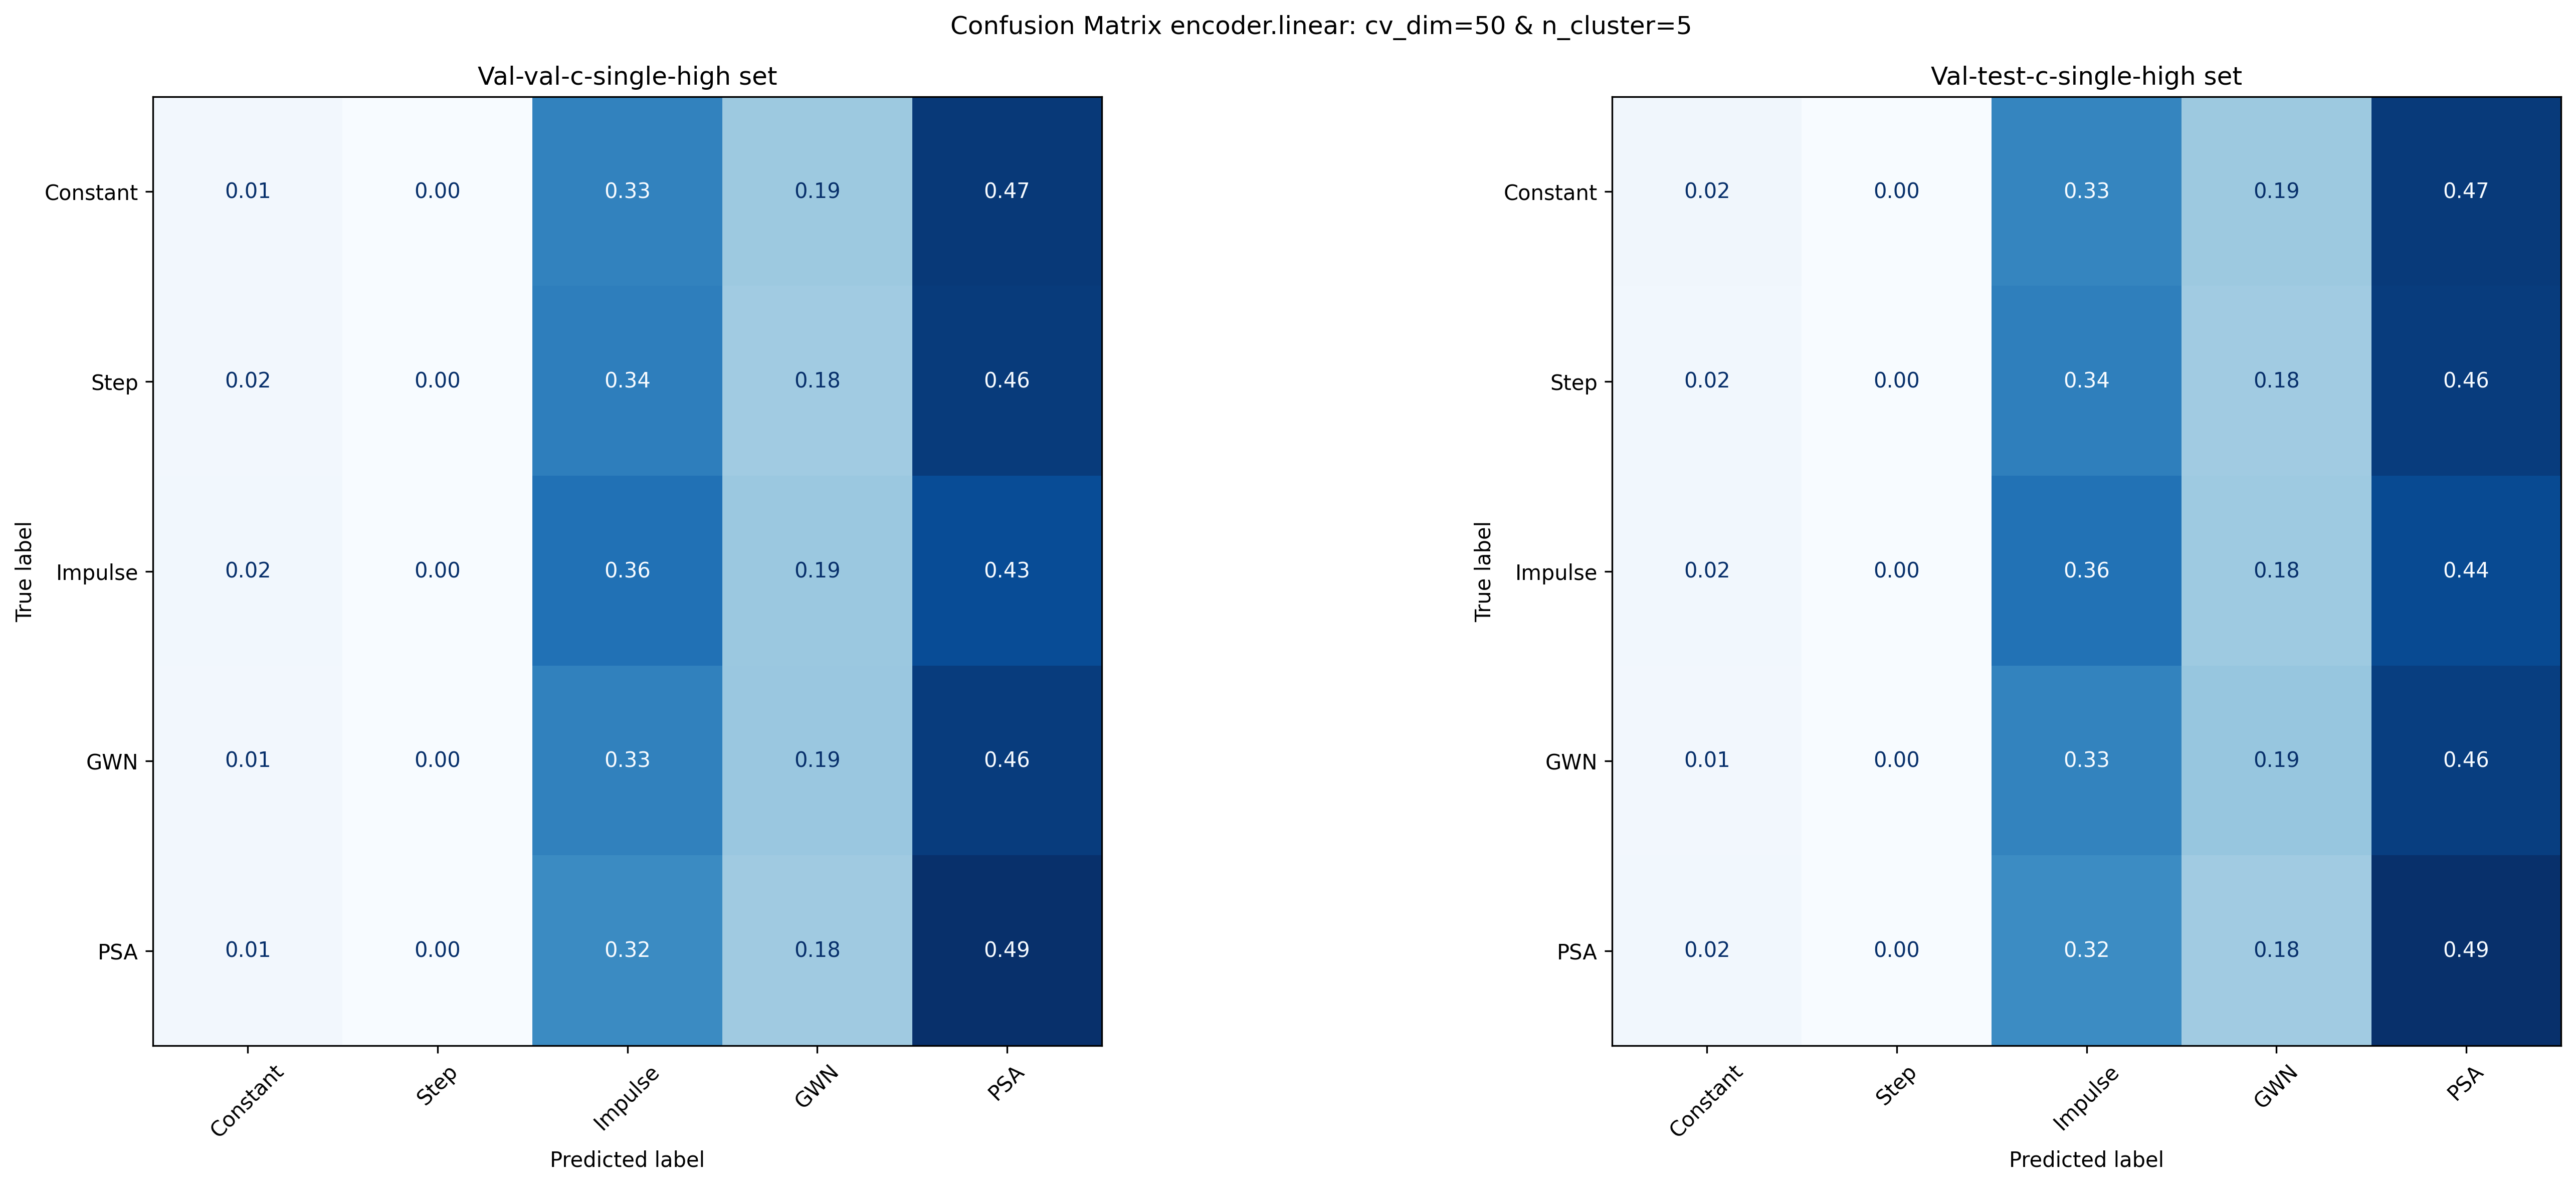 Confusion Matrix encoder.linear: cv_dim=50 & n_cluster=5
Val-val-c-single-high set
True label
Constant 0.01 0.00 0.33 0.19 0.47
Step 0.02 0.00 0.34 0.18 0.46
Impulse 0.02 0.00 0.36 0.19 0.43
GWN 0.01 0.00 0.33 0.19 0.46
PSA 0.01 0.00 0.32 0.18 0.49
Constant Step Impulse GWN PSA
Predicted label
Val-test-c-single-high set
True label
Constant 0.02 0.00 0.33 0.19 0.47
Step 0.02 0.00 0.34 0.18 0.46
Impulse 0.02 0.00 0.36 0.18 0.44
GWN 0.01 0.00 0.33 0.19 0.46
PSA 0.02 0.00 0.32 0.18 0.49
Constant Step Impulse GWN PSA
Predicted label